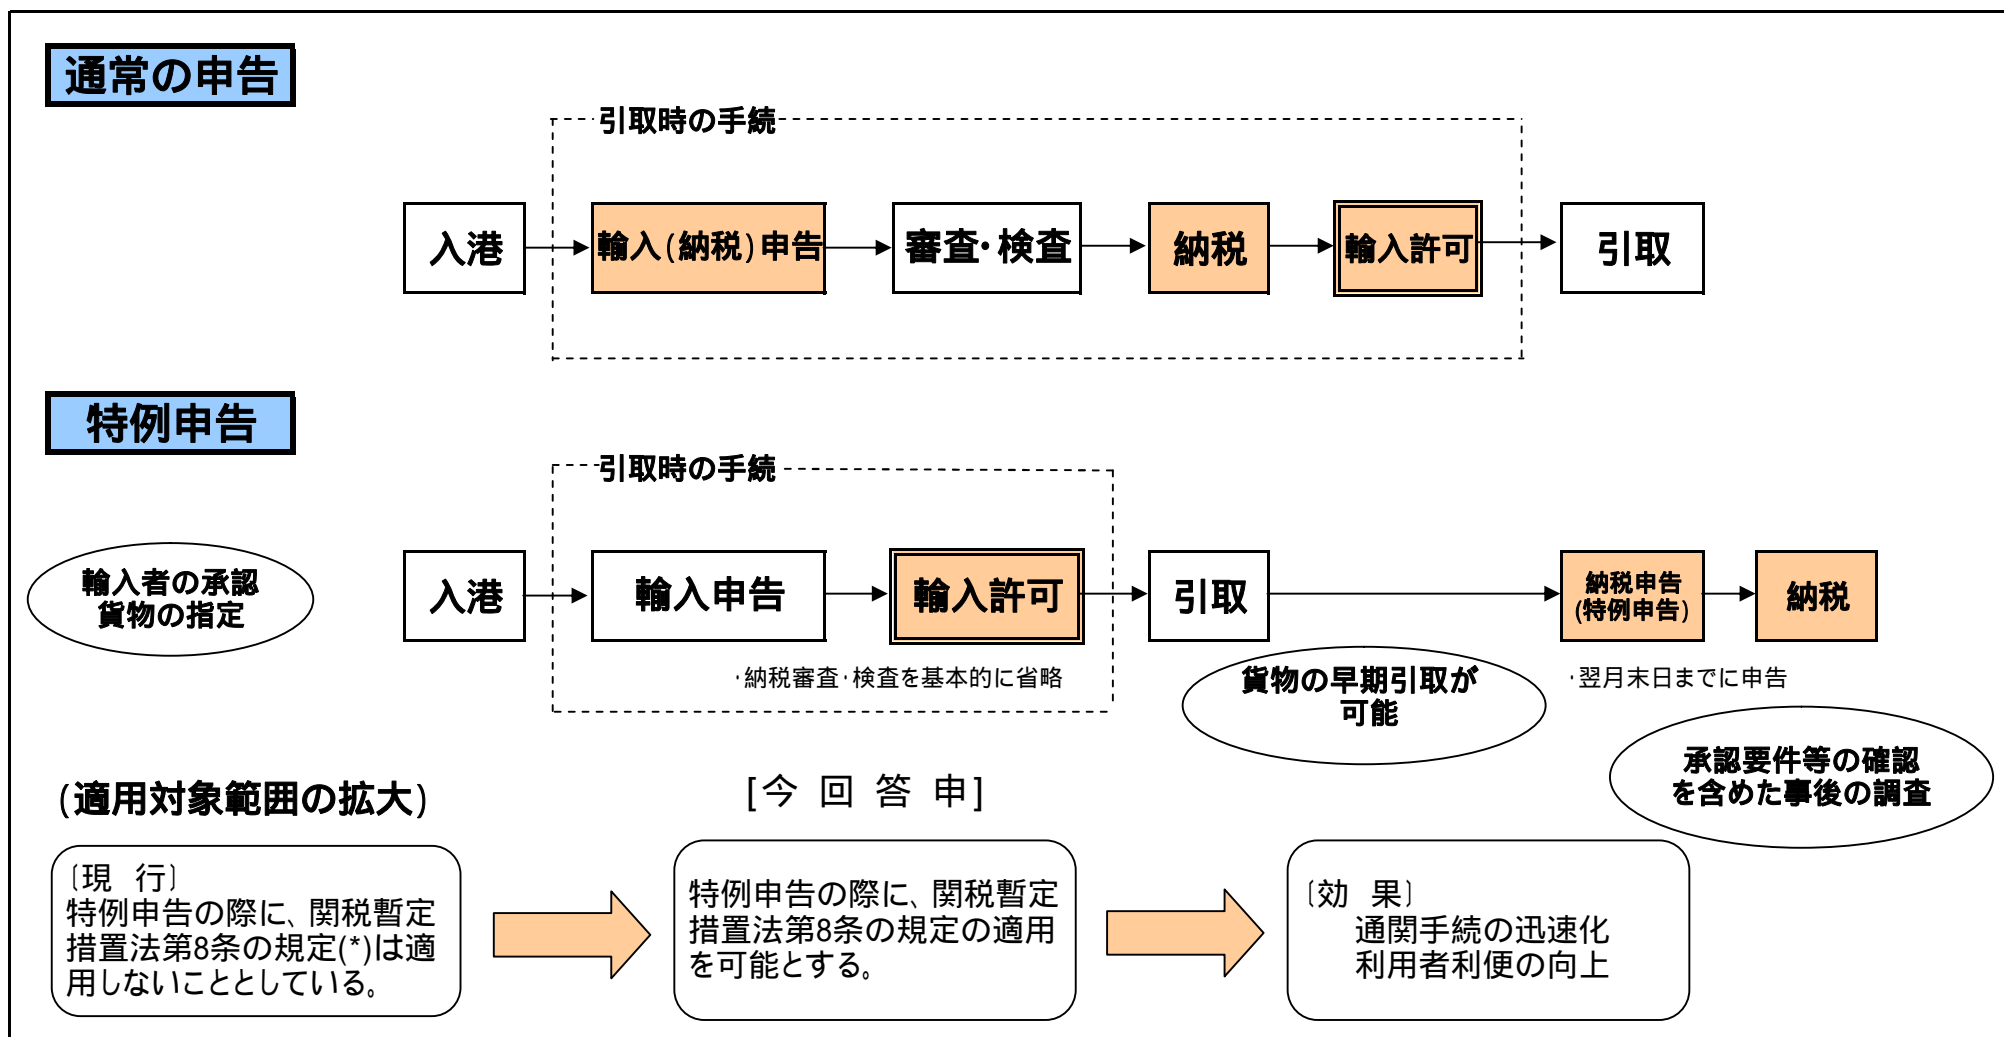 通常の申告
引取時の手続
入港
輸入(納税)申告
審査・検査
納税
輸入許可
引取
特例申告
引取時の手続
輸入者の承認
貨物の指定
入港
輸入申告
輸入許可
引取
納税申告
(特例申告)
納税
・納税審査・検査を基本的に省略
貨物の早期引取が
可能
・翌月末日までに申告
承認要件等の確認
を含めた事後の調査
(適用対象範囲の拡大)
[今 回 答 申]
〔現 行〕
特例申告の際に、関税暫定
措置法第8条の規定(*)は適
用しないこととしている。
特例申告の際に、関税暫定
措置法第8条の規定の適用
を可能とする。
〔効 果〕
通関手続の迅速化
利用者利便の向上